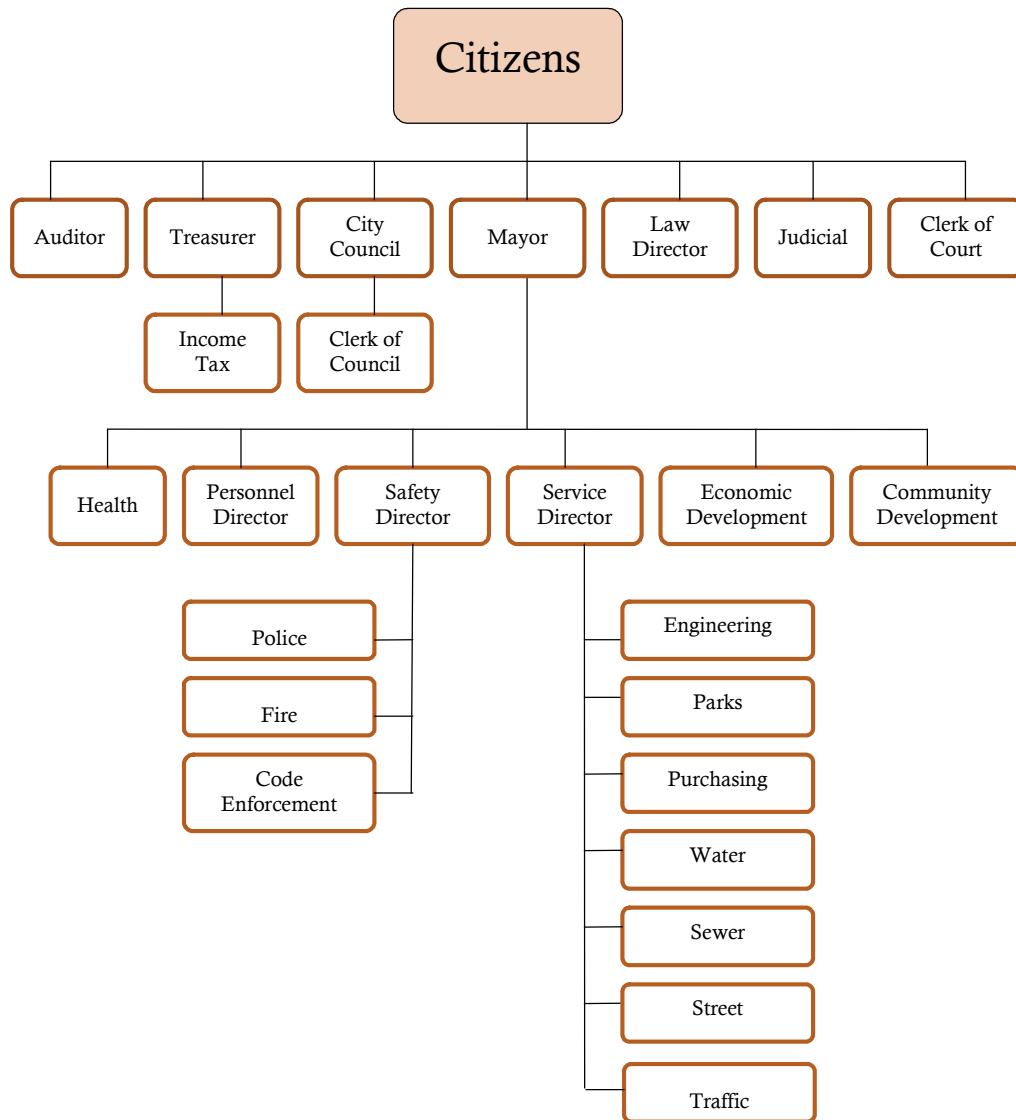 Citizens
Auditor
Treasurer
City
Council
Mayor
Law
Director
Judicial
Clerk of
Court
Income
Tax
Clerk of
Council
Health
Personnel
Director
Safety
Director
Service
Director
Economic
Development
Community
Development
Police
Fire
Code
Enforcement
Engineering
Parks
Purchasing
Water
Sewer
Street
Traffic